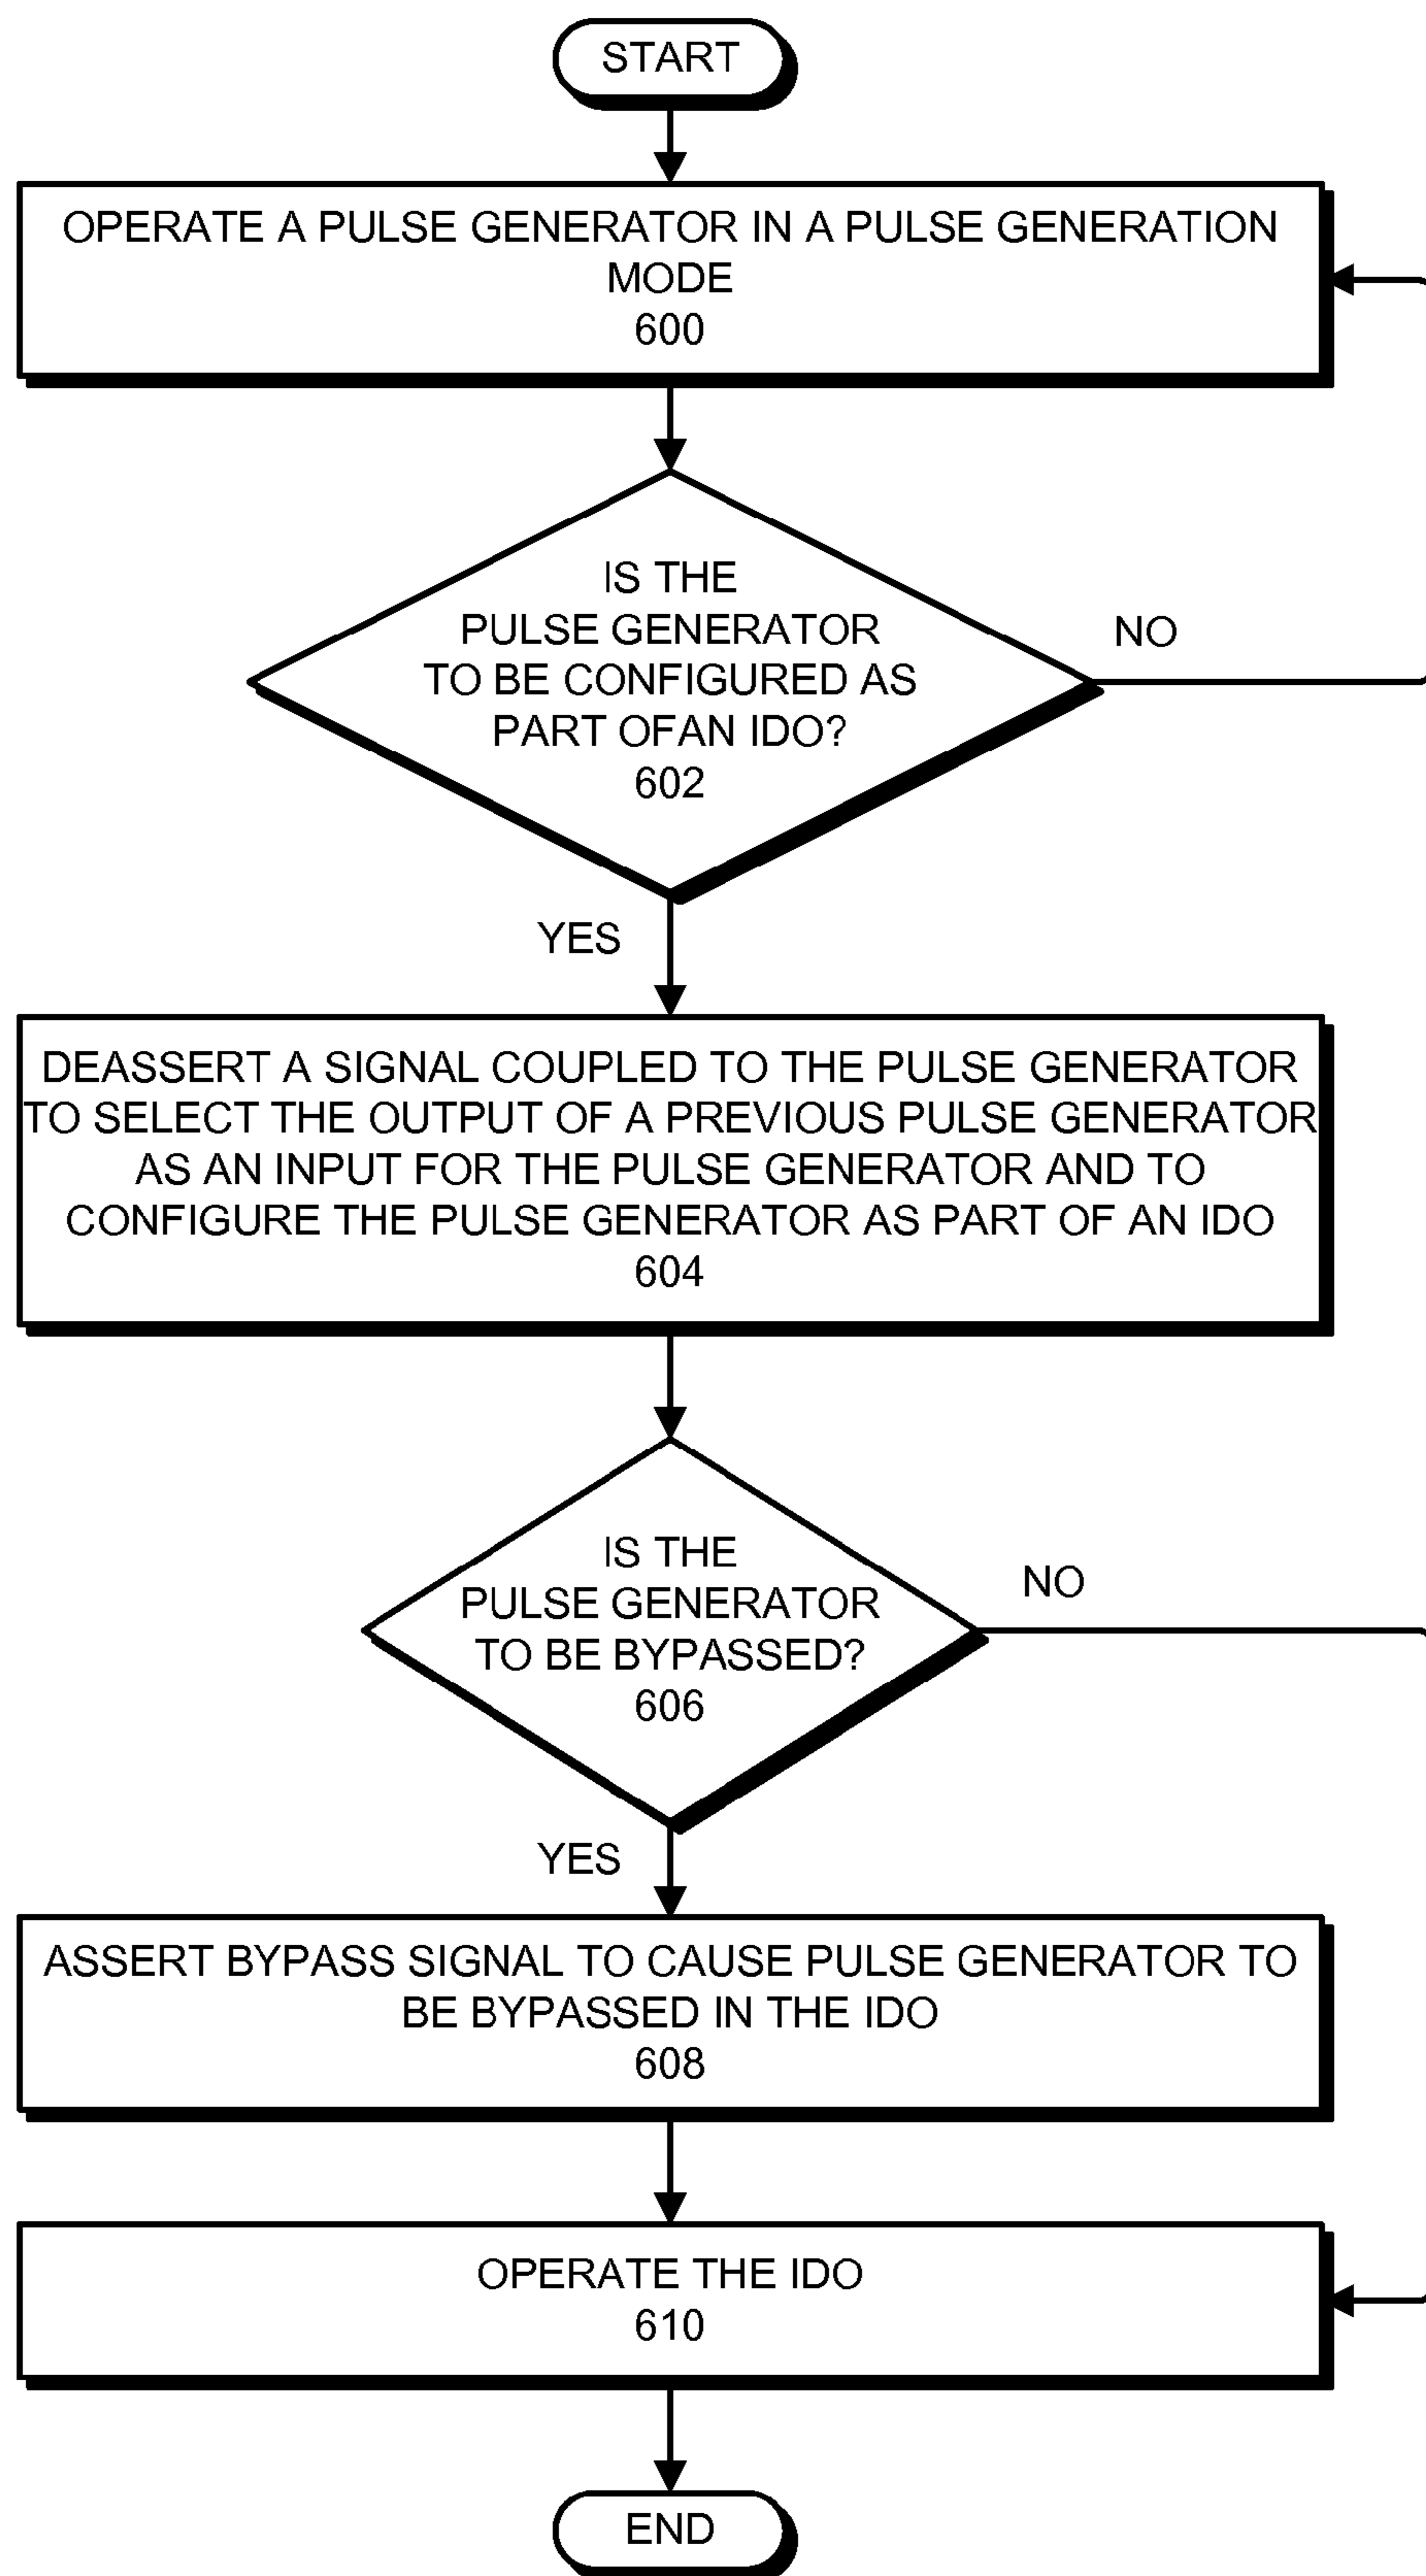 START
OPERATE A PULSE GENERATOR IN A PULSE GENERATION
MODE
600
IS THE
PULSE GENERATOR
TO BE CONFIGURED AS
PART OFAN IDO?
602
NO
YES
DEASSERT A SIGNAL COUPLED TO THE PULSE GENERATOR
TO SELECT THE OUTPUT OF A PREVIOUS PULSE GENERATOR
AS AN INPUT FOR THE PULSE GENERATOR AND TO
CONFIGURE THE PULSE GENERATOR AS PART OF AN IDO
604
IS THE
PULSE GENERATOR
TO BE BYPASSED?
606
NO
YES
ASSERT BYPASS SIGNAL TO CAUSE PULSE GENERATOR TO
BE BYPASSED IN THE IDO
608
OPERATE THE IDO
610
END